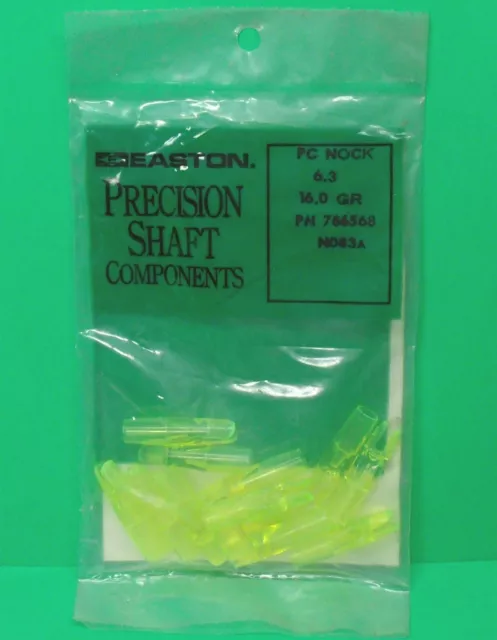 EASTON.
PRECISION
SHAFT
COMPONENTS
PC NOCK
6.3
16.0 GR
PN 766568
N083A